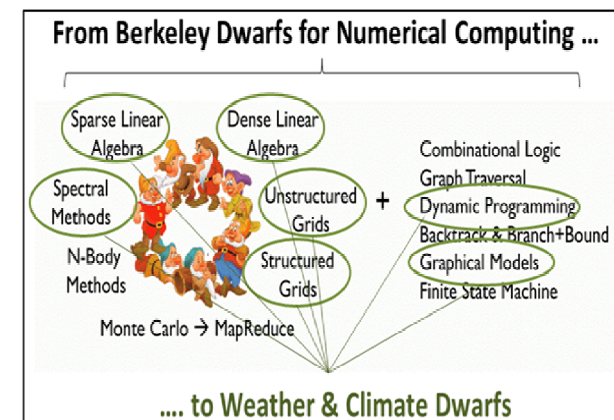 From Berkeley Dwarfs for Numerical Computing ...
Sparse Linear
Algebra
Dense Linear
Algebra
Spectral
Methods
Unstructured
Grids
N-Body
Methods
Structured
Grids
Monte Carlo → MapReduce
+
Combinational Logic
Graph Traversal
Dynamic Programming
Backtrack & Branch+Bound
Graphical Models
Finite State Machine
.... to Weather & Climate Dwarfs